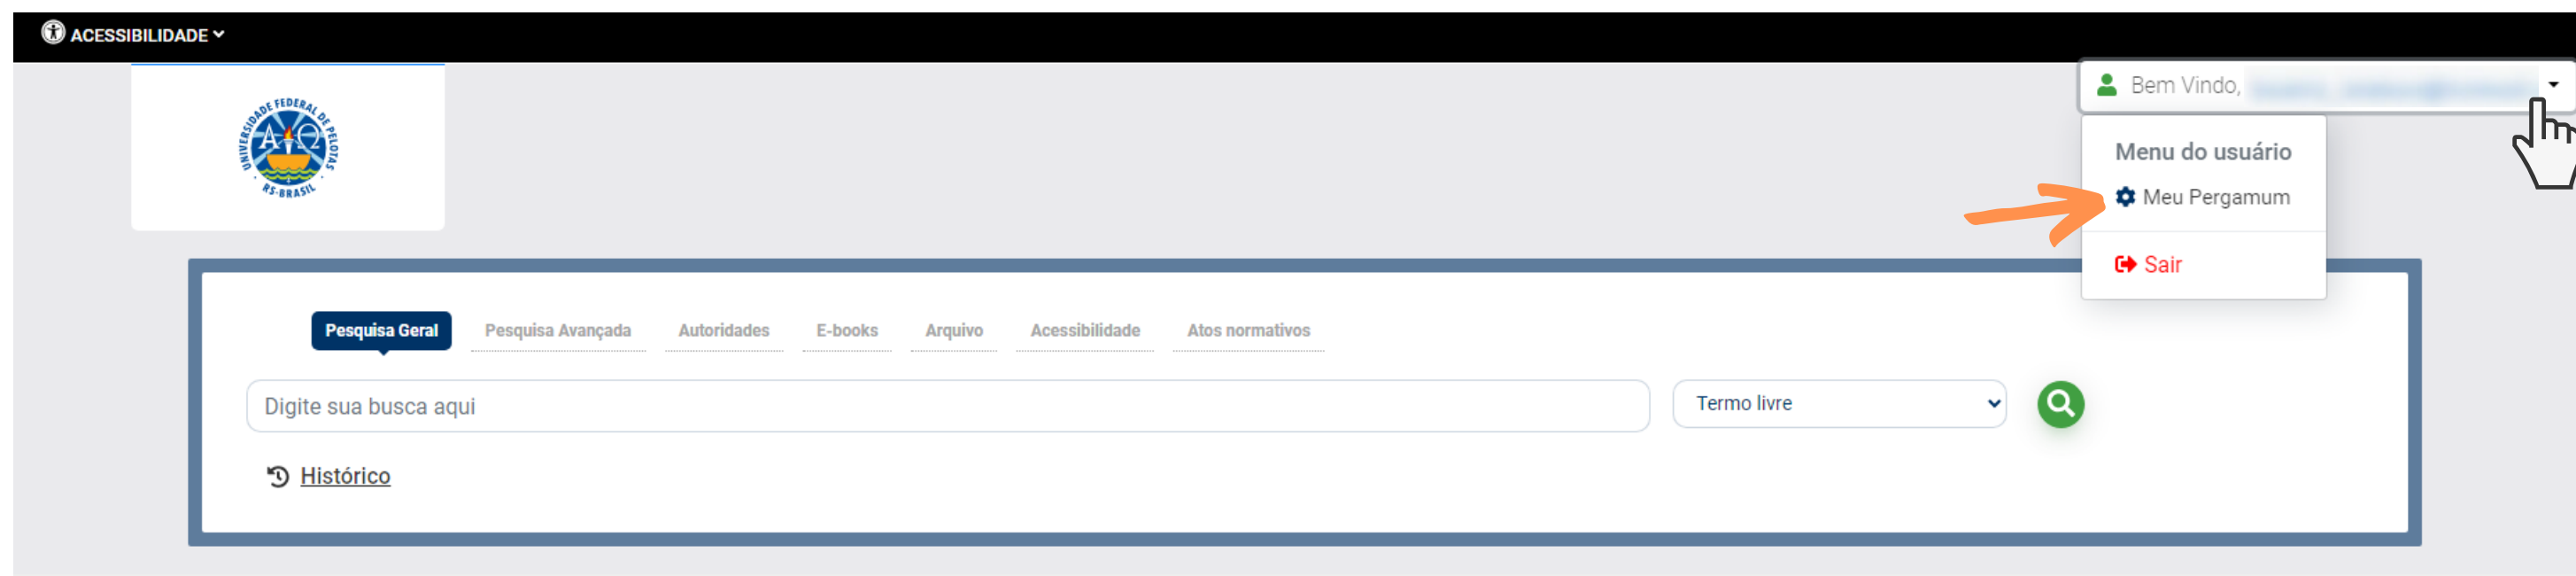 ACESSIBILIDADE
UNIVERSIDADE FEDERAL DE PELOTAS
A Ω
RS-BRASIL
Bem Vindo,
Menu do usuário
Meu Pergamum
Sair
Pesquisa Geral Pesquisa Avançada Autoridades E-books Arquivo Acessibilidade Atos normativos
Digite sua busca aqui Termo livre
Histórico